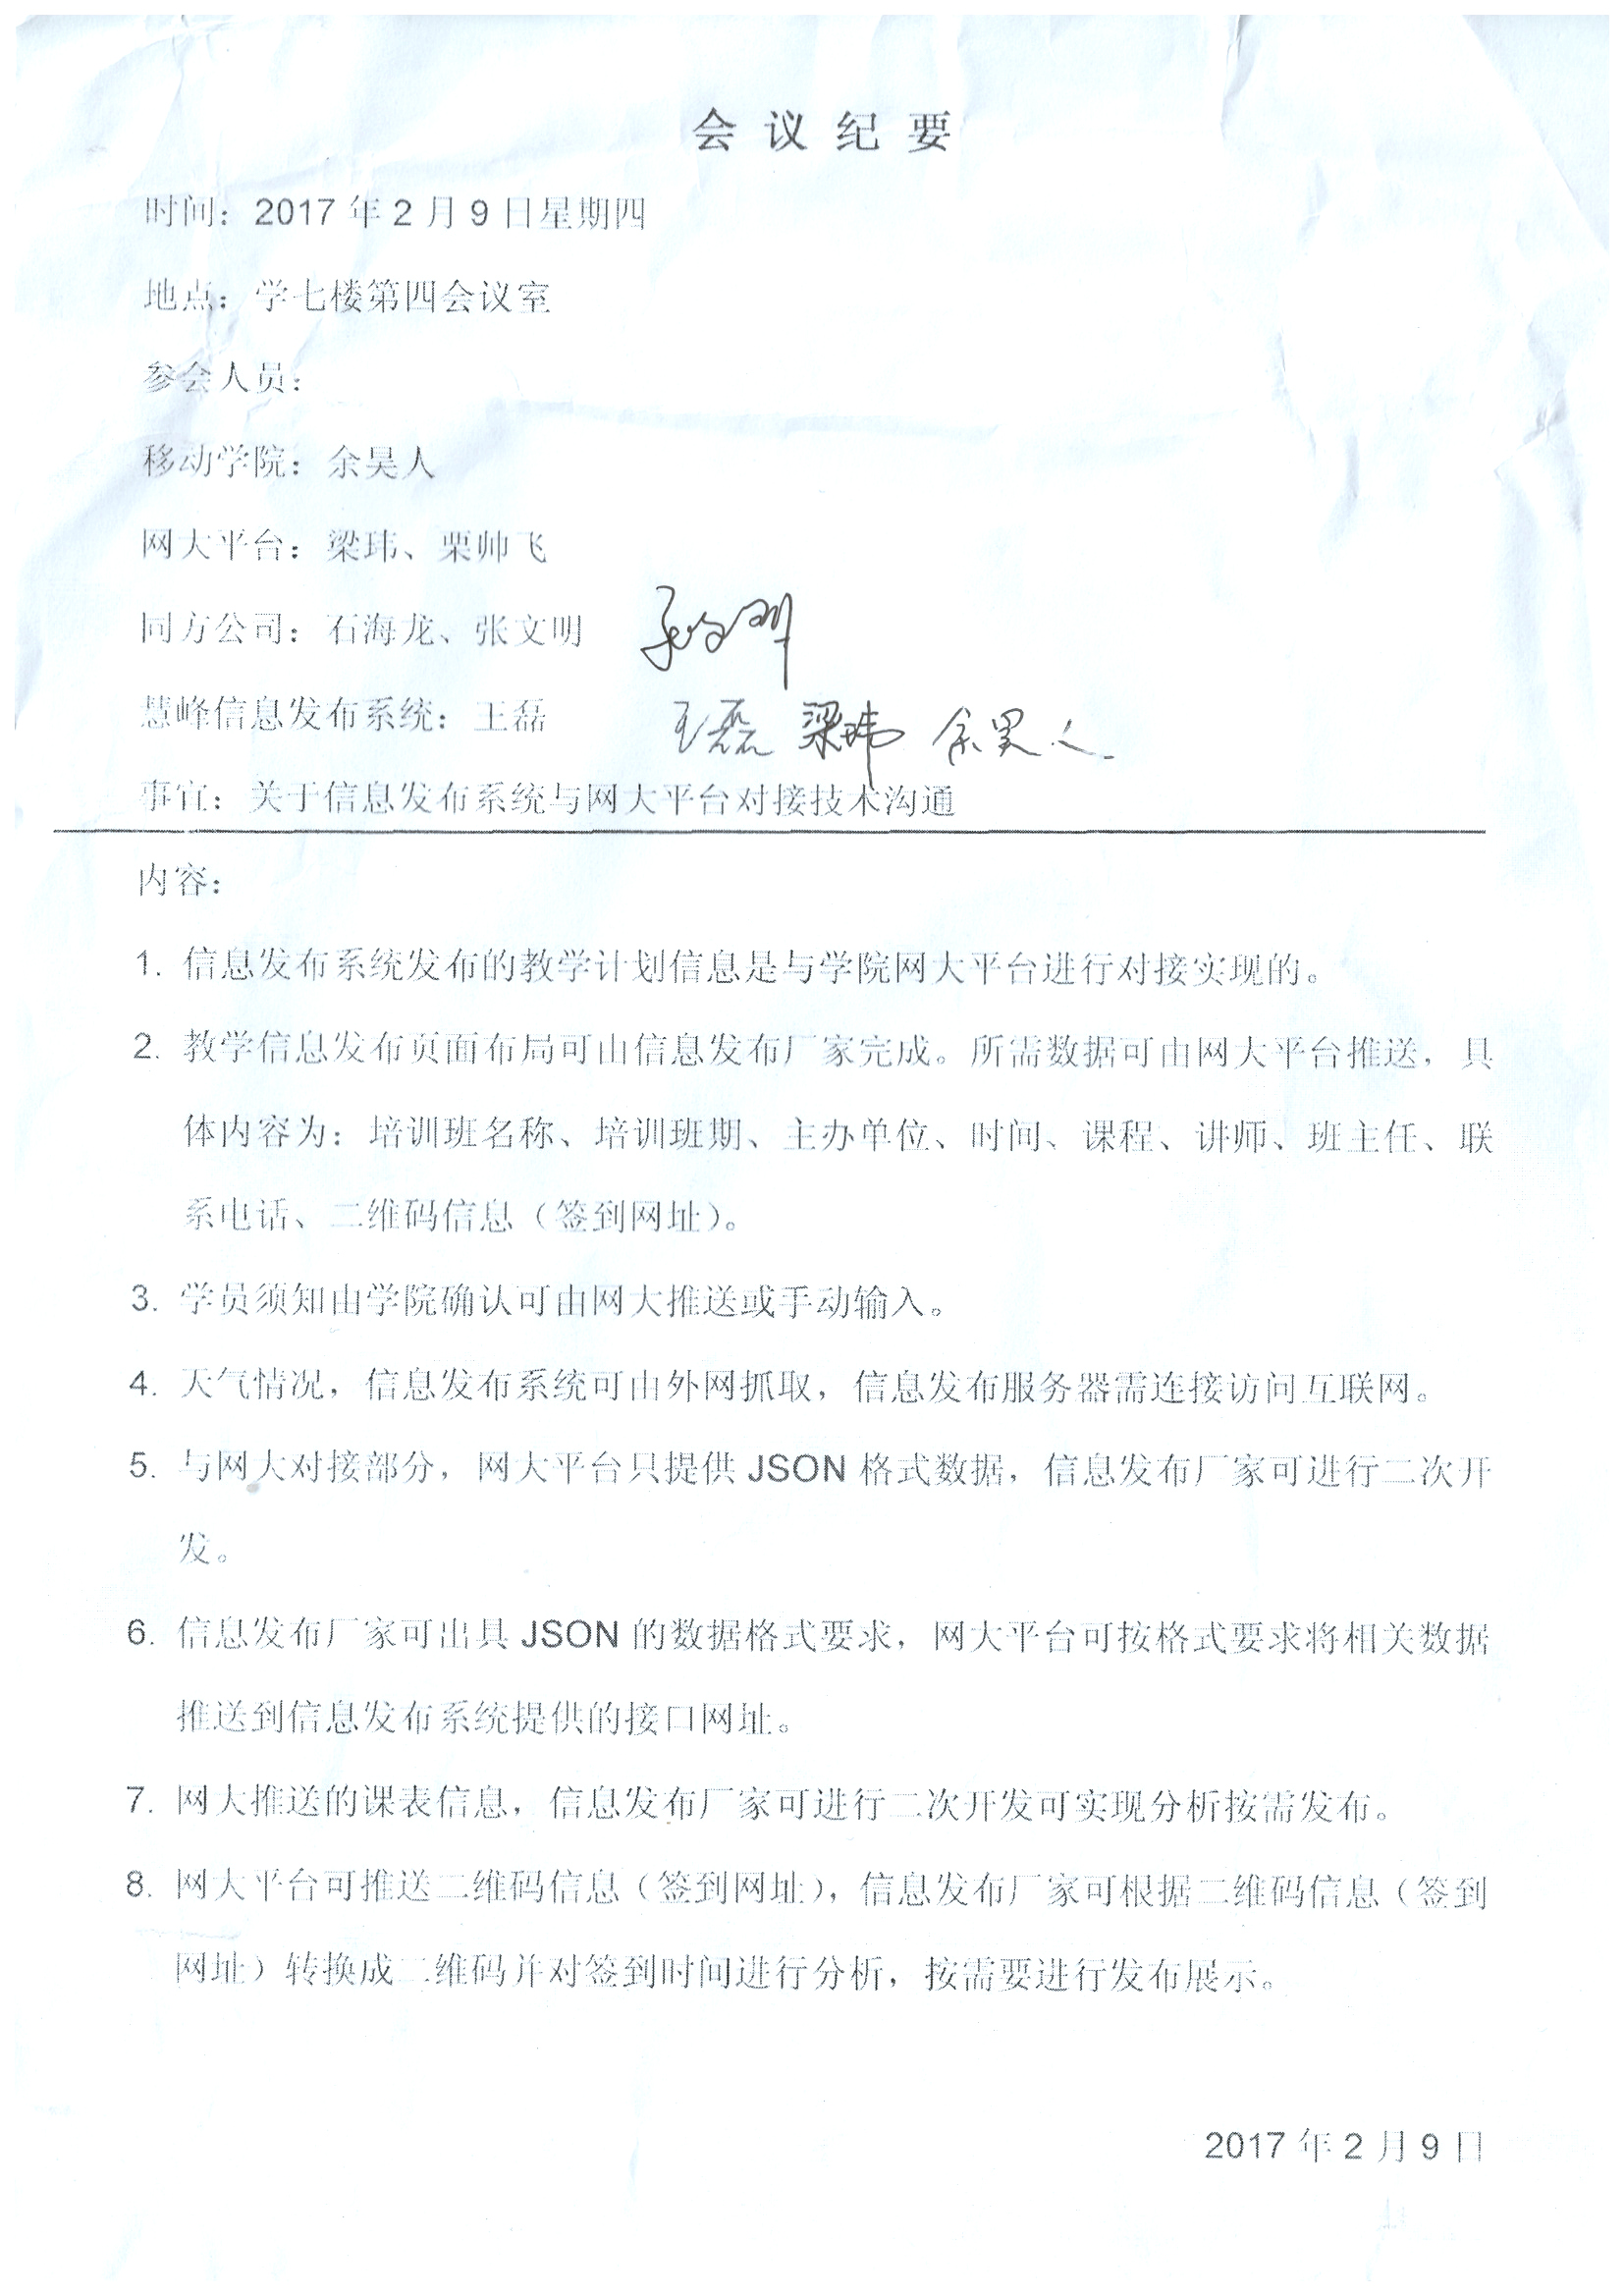 会议纪要
时间：2017 年 2 月 9 日星期四
地点：学七楼第四会议室
参会人员：
移动学院：余昊人
网大平台：梁玮、栗帅飞
同方公司：石海龙、张文明 张文明
慧峰信息发布系统：王磊 王磊 梁玮 余昊人
事宜：关于信息发布系统与网大平台对接技术沟通
内容：
1. 信息发布系统发布的教学计划信息是与学院网大平台进行对接实现的。
2. 教学信息发布页面布局可由信息发布厂家完成。所需数据可由网大平台推送，具
体内容为：培训班名称、培训班期、主办单位、时间、课程、讲师、班主任、联
系电话、二维码信息（签到网址）。
3. 学员须知由学院确认可由网大推送或手动输入。
4. 天气情况，信息发布系统可由外网抓取，信息发布服务器需连接访问互联网。
5. 与网大对接部分，网大平台只提供 JSON 格式数据，信息发布厂家可进行二次开
发。
6. 信息发布厂家可出具 JSON 的数据格式要求，网大平台可按格式要求将相关数据
推送到信息发布系统提供的接口网址。
7. 网大推送的课表信息，信息发布厂家可进行二次开发可实现分析按需发布。
8. 网大平台可推送二维码信息（签到网址），信息发布厂家可根据二维码信息（签到
网址）转换成二维码并对签到时间进行分析，按需要进行发布展示。
2017 年 2 月 9 日